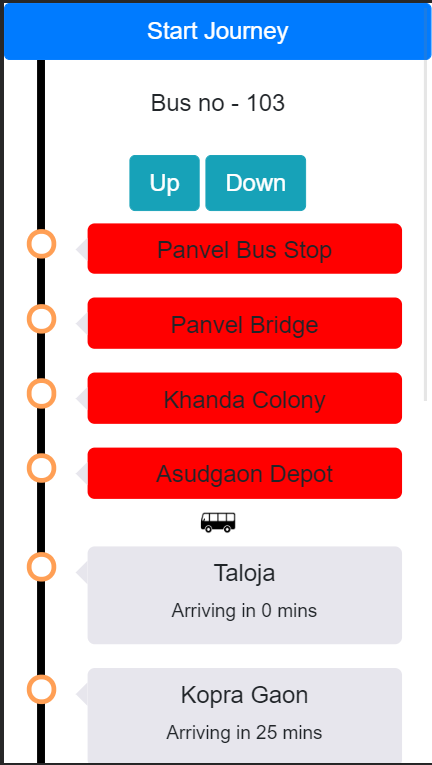 Start Journey
Bus no - 103
Up Down
Panvel Bus Stop
Panvel Bridge
Khanda Colony
Asudgaon Depot
Taloja
Arriving in 0 mins
Kopra Gaon
Arriving in 25 mins